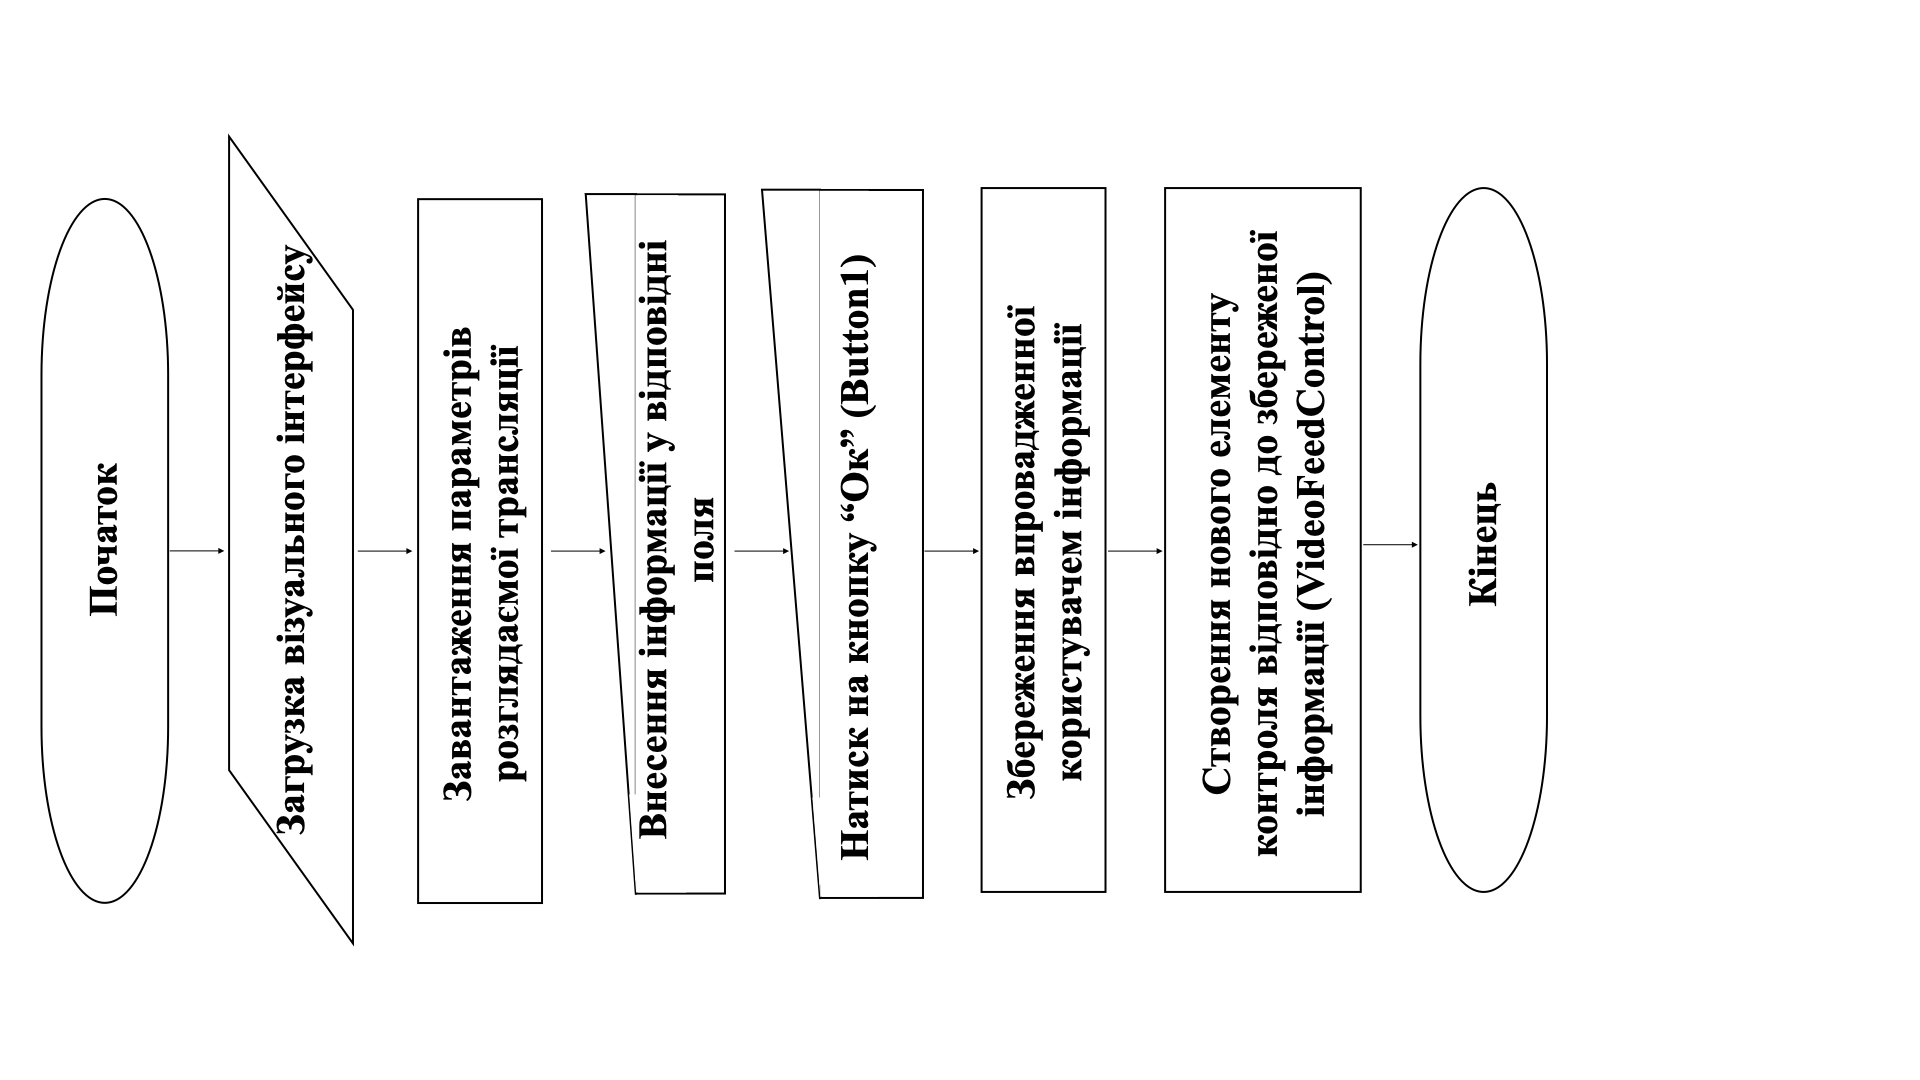 Початок
Загрузка візуального інтерфейсу
Завантаження параметрів
розглядаємої трансляції
Внесення інформації у відповідні
поля
Натиск на кнопку “Ок” (Button1)
Збереження впровадженної
користувачем інформації
Створення нового елементу
контроля відповідно до збереженої
інформації (VideoFeedControl)
Кінець